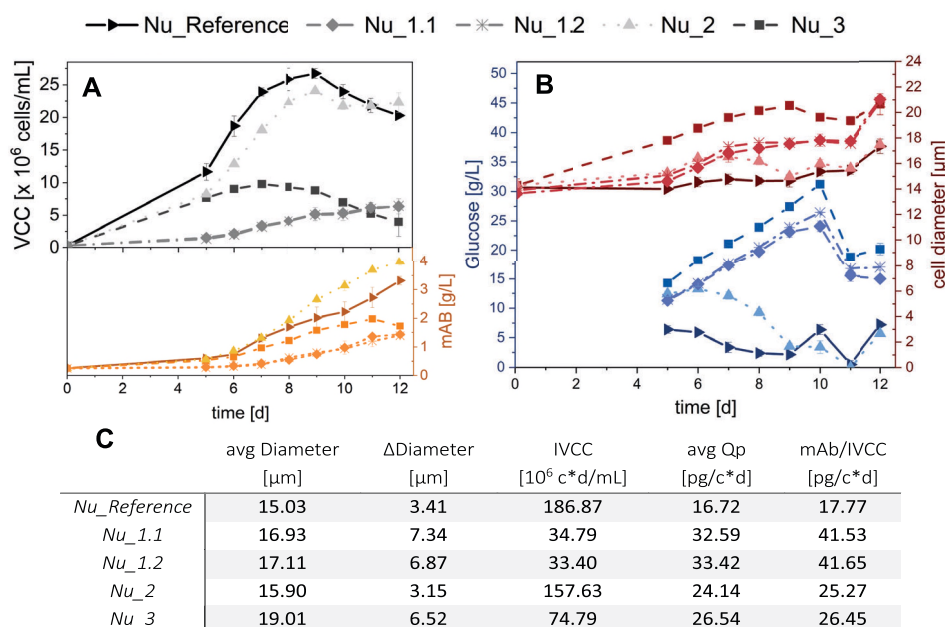 Nu_Reference Nu_1.1 Nu_1.2 Nu_2 Nu_3
A
VCC [x 10⁶ cells/mL]
25
20
15
10
5
0
mAB [g/L]
4
3
2
1
0
0 2 4 6 8 10 12
time [d]
B
Glucose [g/L]
50
45
40
35
30
25
20
15
10
5
0
cell diameter [µm]
24
22
20
18
16
14
12
10
8
6
4
2
0
0 2 4 6 8 10 12
time [d]
C
avg Diameter ΔDiameter IVCC avg Qp mAb/IVCC
[µm] [µm] [10⁶ c*d/mL] [pg/c*d] [pg/c*d]
Nu_Reference 15.03 3.41 186.87 16.72 17.77
Nu_1.1 16.93 7.34 34.79 32.59 41.53
Nu_1.2 17.11 6.87 33.40 33.42 41.65
Nu_2 15.90 3.15 157.63 24.14 25.27
Nu_3 19.01 6.52 74.79 26.54 26.45